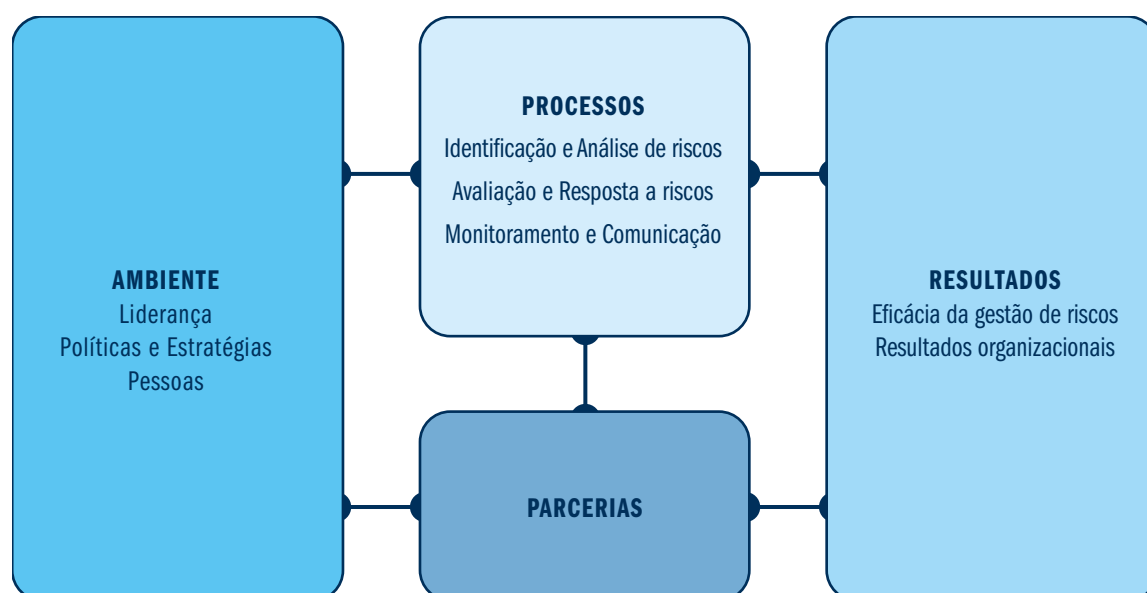 AMBIENTE
Liderança
Políticas e Estratégias
Pessoas
PROCESSOS
Identificação e Análise de riscos
Avaliação e Resposta a riscos
Monitoramento e Comunicação
PARCERIAS
RESULTADOS
Eficácia da gestão de riscos
Resultados organizacionais